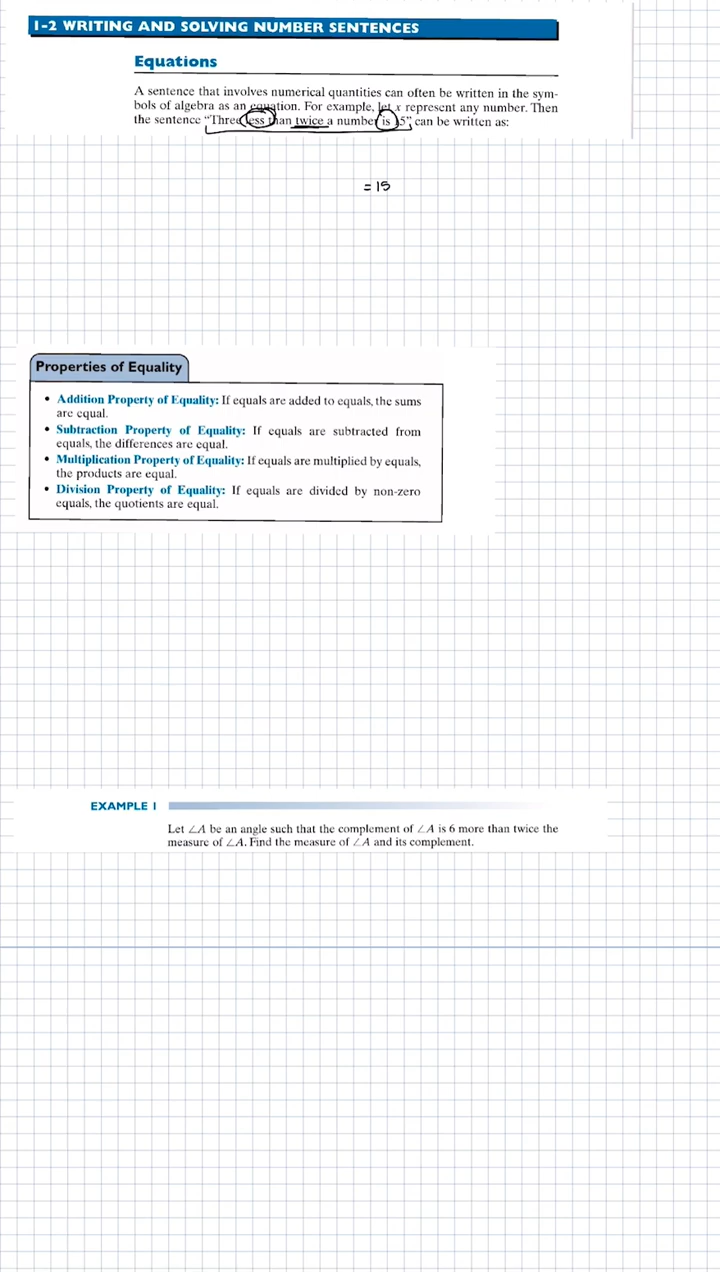 1-2 WRITING AND SOLVING NUMBER SENTENCES
Equations
A sentence that involves numerical quantities can often be written in the sym-
bols of algebra as an equation. For example, let x represent any number. Then
the sentence “Three less than twice a number is 15” can be written as:
= 15
Properties of Equality
• Addition Property of Equality: If equals are added to equals, the sums
are equal.
• Subtraction Property of Equality: If equals are subtracted from
equals, the differences are equal.
• Multiplication Property of Equality: If equals are multiplied by equals,
the products are equal.
• Division Property of Equality: If equals are divided by non-zero
equals, the quotients are equal.
EXAMPLE 1
Let ∠A be an angle such that the complement of ∠A is 6 more than twice the
measure of ∠A. Find the measure of ∠A and its complement.